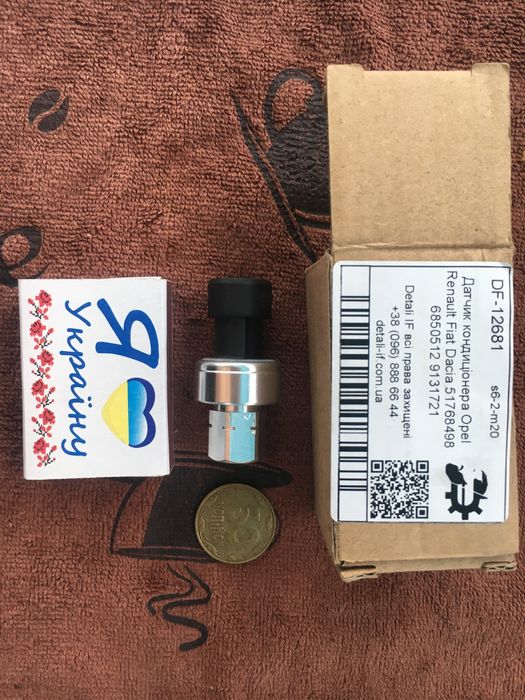 Я
Україну
50
КОПІЙОК
DF-12681
s6-2-m20
Датчик кондиціонера Opel
Renault Fiat Dacia 51768498
6850512 9131721
Detali IF всі права захищені
+38 (096) 888 66 44
detali-if.com.ua